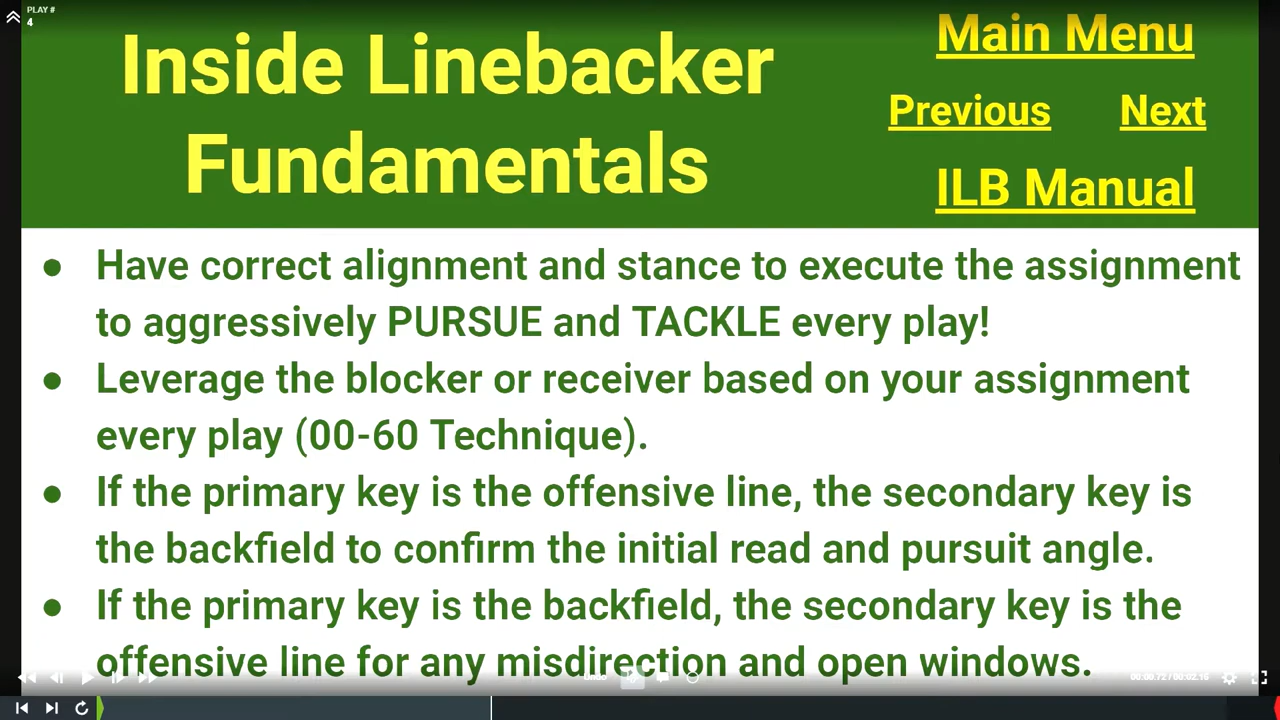 PLAY #
4
Inside Linebacker
Fundamentals
Main Menu
Previous Next
ILB Manual
● Have correct alignment and stance to execute the assignment
to aggressively PURSUE and TACKLE every play!
● Leverage the blocker or receiver based on your assignment
every play (00-60 Technique).
● If the primary key is the offensive line, the secondary key is
the backfield to confirm the initial read and pursuit angle.
● If the primary key is the backfield, the secondary key is the
offensive line for any misdirection and open windows.
Undo